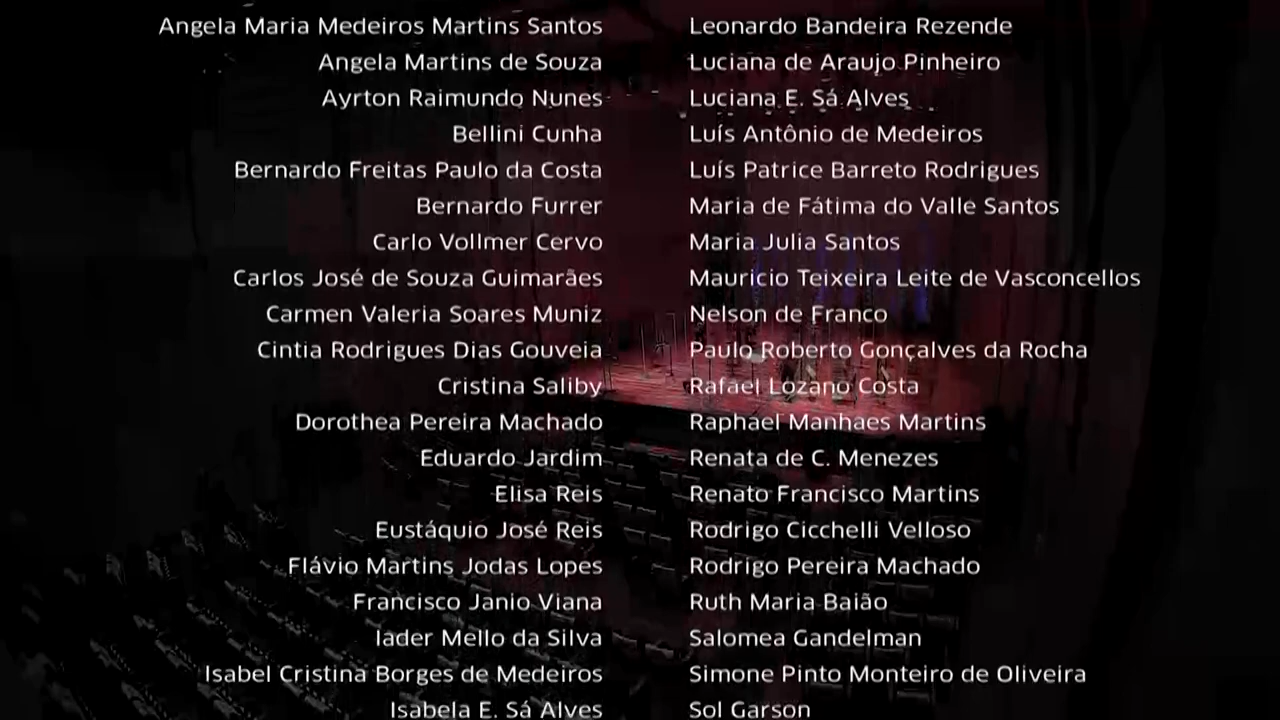 Angela Maria Medeiros Martins Santos
Angela Martins de Souza
Ayrton Raimundo Nunes
Bellini Cunha
Bernardo Freitas Paulo da Costa
Bernardo Furrer
Carlo Vollmer Cervo
Carlos José de Souza Guimarães
Carmen Valeria Soares Muniz
Cintia Rodrigues Dias Gouveia
Cristina Saliby
Dorothea Pereira Machado
Eduardo Jardim
Elisa Reis
Eustáquio José Reis
Flávio Martins Jodas Lopes
Francisco Janio Viana
Iader Mello da Silva
Isabel Cristina Borges de Medeiros
Isabela E. Sá Alves
Leonardo Bandeira Rezende
Luciana de Araujo Pinheiro
Luciana E. Sá Alves
Luís Antônio de Medeiros
Luís Patrice Barreto Rodrigues
Maria de Fátima do Valle Santos
Maria Julia Santos
Mauricio Teixeira Leite de Vasconcellos
Nelson de Franco
Paulo Roberto Gonçalves da Rocha
Rafael Lozano Costa
Raphael Manhaes Martins
Renata de C. Menezes
Renato Francisco Martins
Rodrigo Cicchelli Velloso
Rodrigo Pereira Machado
Ruth Maria Baião
Salomea Gandelman
Simone Pinto Monteiro de Oliveira
Sol Garson